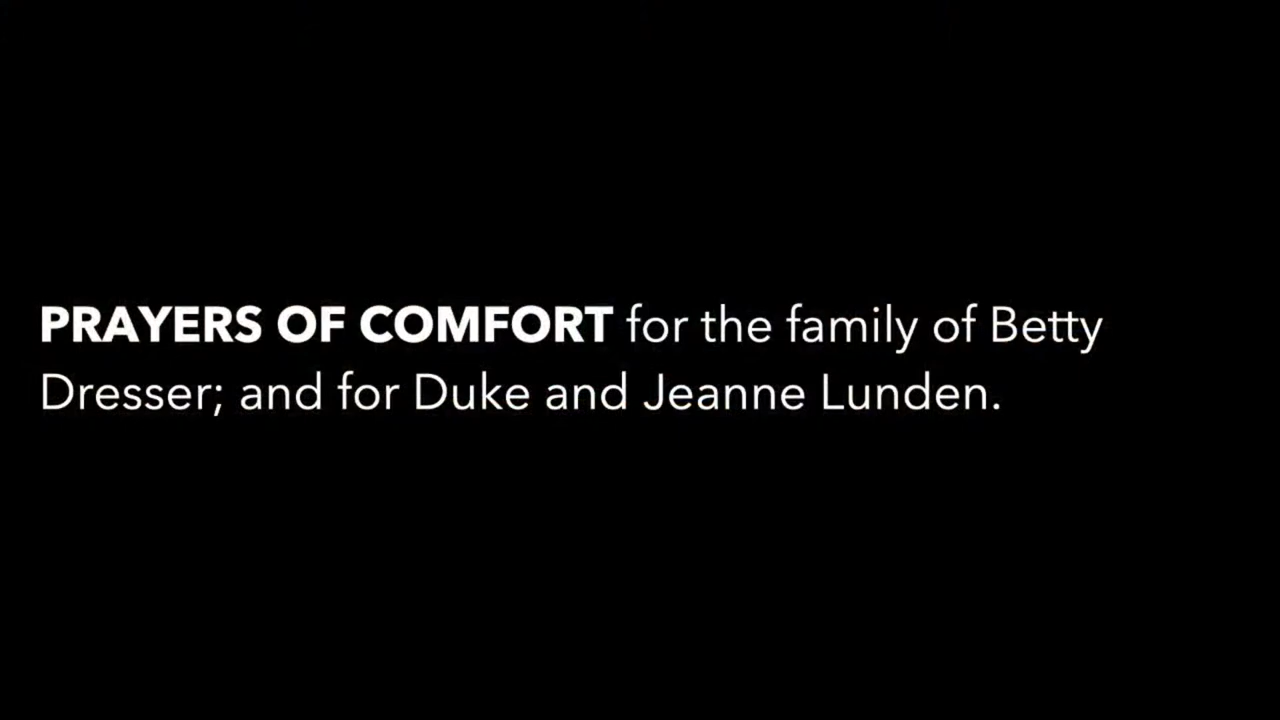 PRAYERS OF COMFORT for the family of Betty
Dresser; and for Duke and Jeanne Lunden.